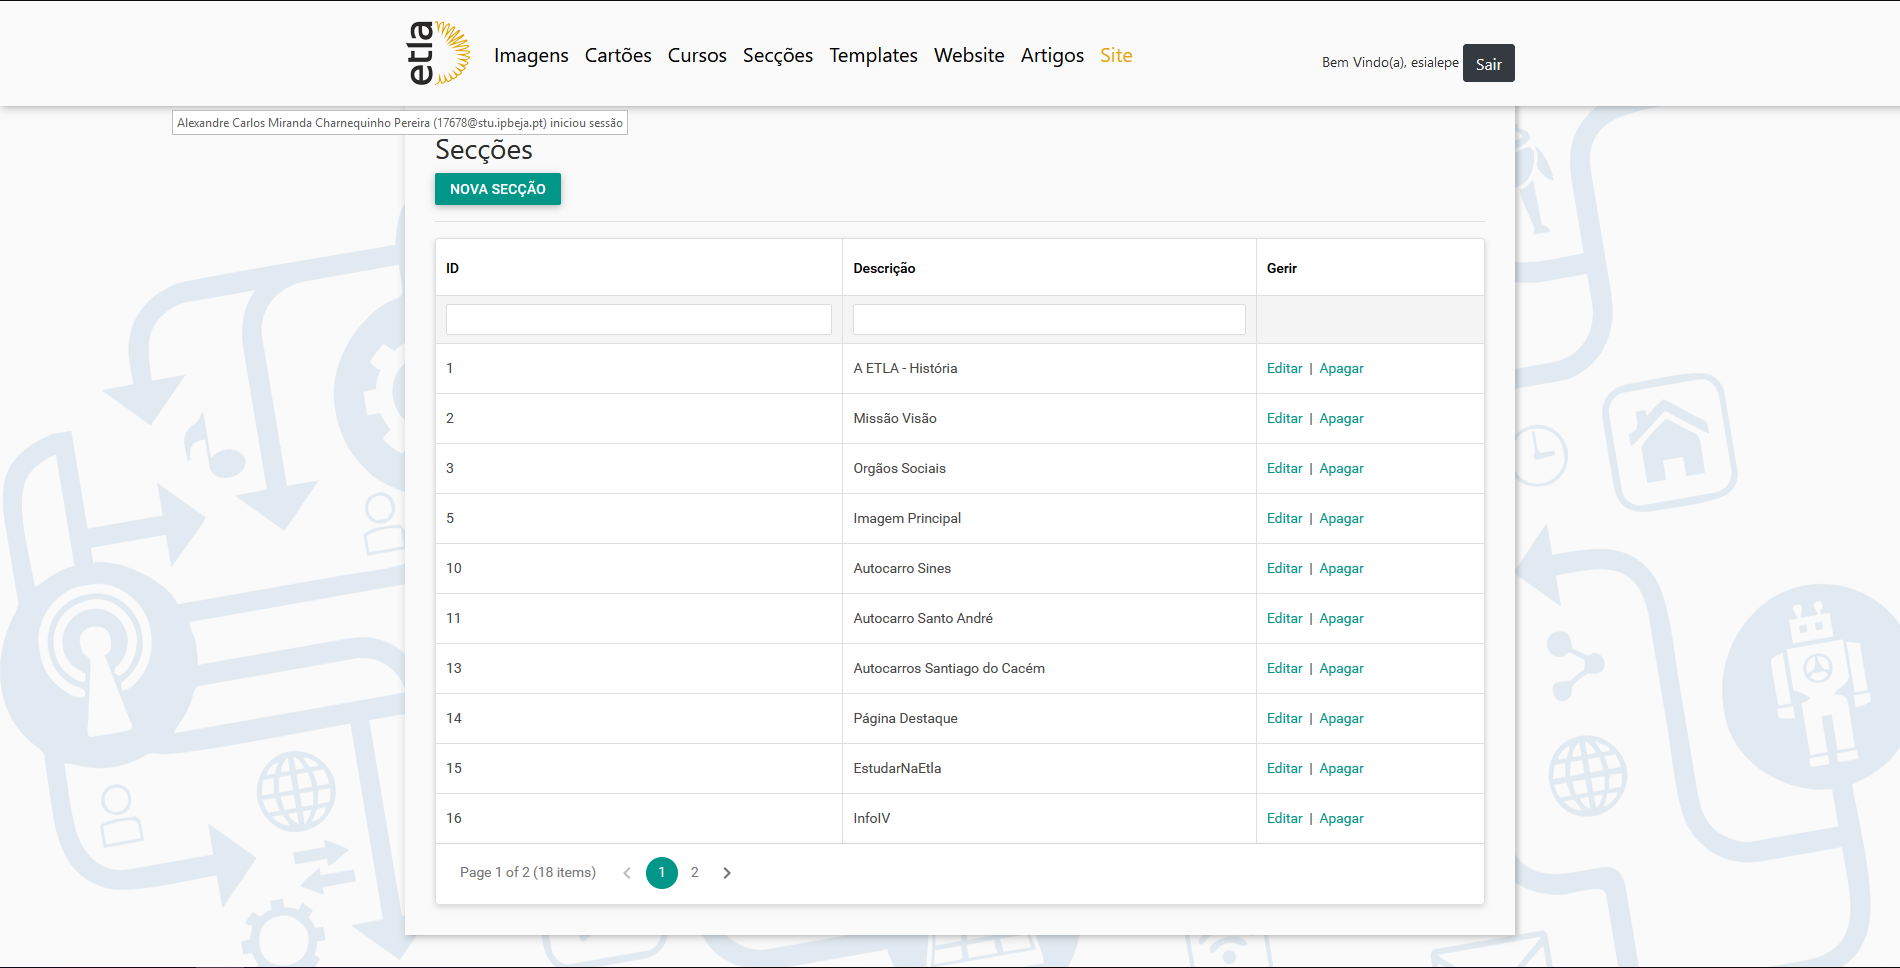 etla
Imagens Cartões Cursos Secções Templates Website Artigos Site
Bem Vindo(a), esialepe Sair
Alexandre Carlos Miranda Charnequinho Pereira (17678@stu.ipbeja.pt) iniciou sessão
Secções
NOVA SECÇÃO
ID Descrição Gerir
1 A ETLA - História Editar | Apagar
2 Missão Visão Editar | Apagar
3 Orgãos Sociais Editar | Apagar
5 Imagem Principal Editar | Apagar
10 Autocarro Sines Editar | Apagar
11 Autocarro Santo André Editar | Apagar
13 Autocarros Santiago do Cacém Editar | Apagar
14 Página Destaque Editar | Apagar
15 EstudarNaEtla Editar | Apagar
16 InfoIV Editar | Apagar
Page 1 of 2 (18 items) 1 2